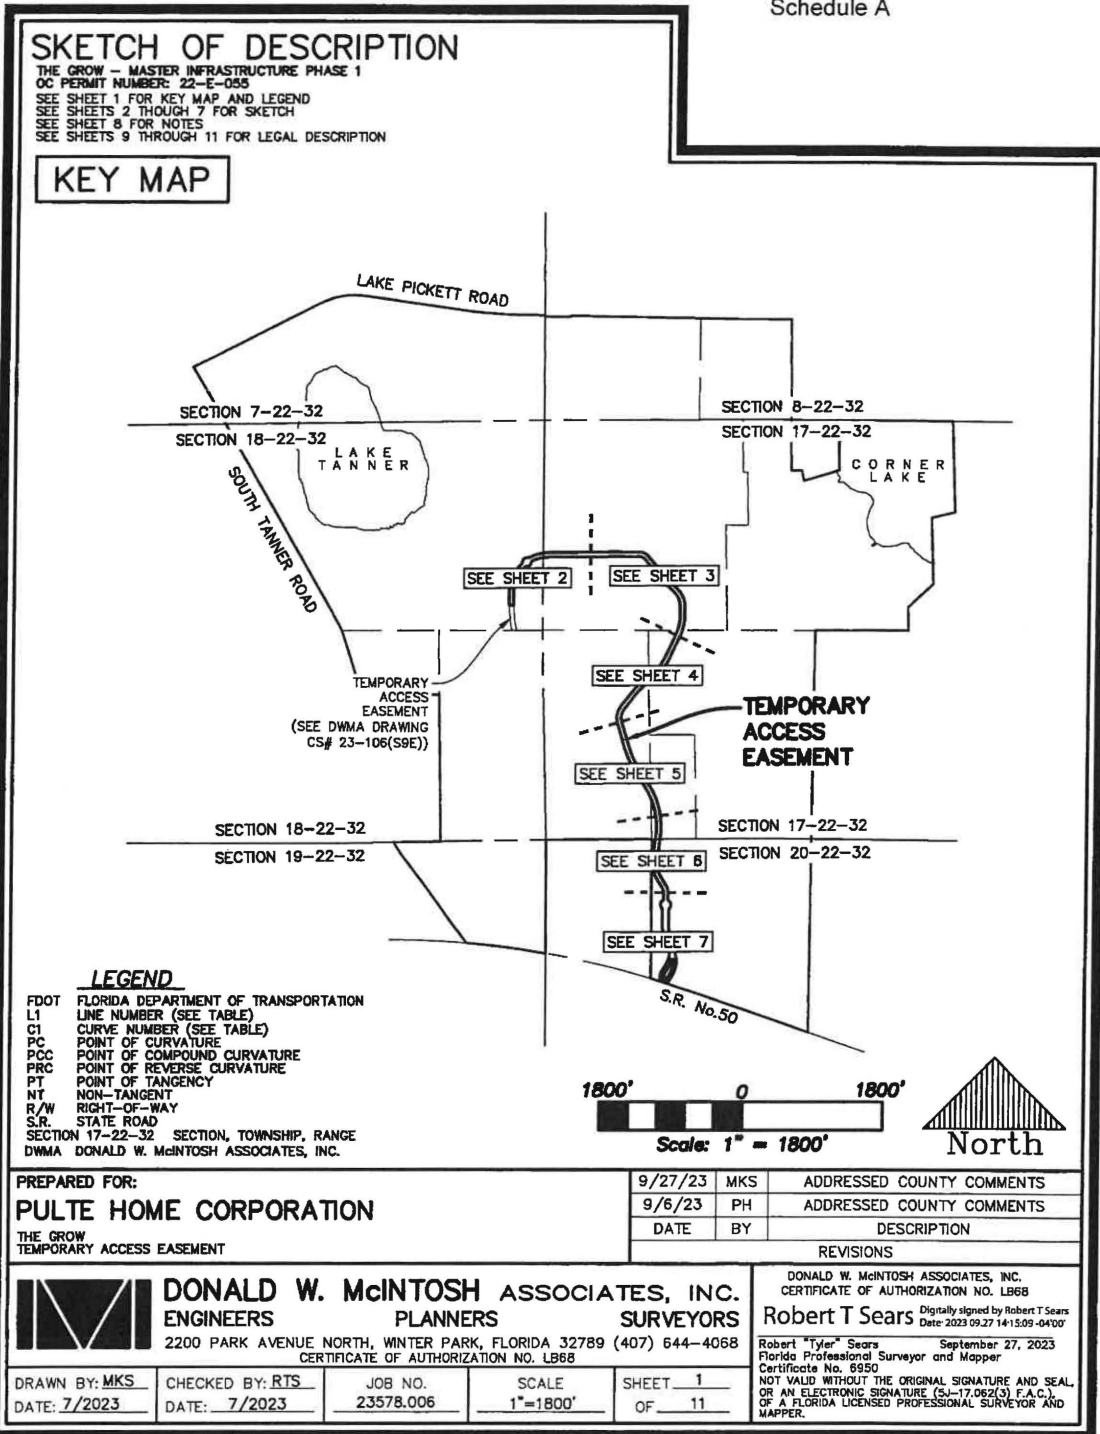 Schedule A
SKETCH OF DESCRIPTION
THE GROW – MASTER INFRASTRUCTURE PHASE 1
OC PERMIT NUMBER: 22-E-055
SEE SHEET 1 FOR KEY MAP AND LEGEND
SEE SHEETS 2 THOUGH 7 FOR SKETCH
SEE SHEET 8 FOR NOTES
SEE SHEETS 9 THROUGH 11 FOR LEGAL DESCRIPTION
KEY MAP
LAKE PICKETT ROAD
SECTION 7-22-32
SECTION 18-22-32
SECTION 8-22-32
SECTION 17-22-32
LAKE
TANNER
CORNER
LAKE
SOUTH TANNER ROAD
SEE SHEET 2
SEE SHEET 3
SEE SHEET 4
TEMPORARY
ACCESS
EASEMENT
(SEE DWMA DRAWING
CS# 23-106(S9E))
TEMPORARY
ACCESS
EASEMENT
SEE SHEET 5
SECTION 18-22-32
SECTION 19-22-32
SECTION 17-22-32
SECTION 20-22-32
SEE SHEET 6
SEE SHEET 7
S.R. No.50
LEGEND
FDOT FLORIDA DEPARTMENT OF TRANSPORTATION
L1 LINE NUMBER (SEE TABLE)
C1 CURVE NUMBER (SEE TABLE)
PC POINT OF CURVATURE
PCC POINT OF COMPOUND CURVATURE
PRC POINT OF REVERSE CURVATURE
PT POINT OF TANGENCY
NT NON-TANGENT
R/W RIGHT-OF-WAY
S.R. STATE ROAD
SECTION 17-22-32 SECTION, TOWNSHIP, RANGE
DWMA DONALD W. McINTOSH ASSOCIATES, INC.
1800' 0 1800'
Scale: 1" = 1800'
North
PREPARED FOR:
PULTE HOME CORPORATION
THE GROW
TEMPORARY ACCESS EASEMENT
9/27/23 MKS ADDRESSED COUNTY COMMENTS
9/6/23 PH ADDRESSED COUNTY COMMENTS
DATE BY DESCRIPTION
REVISIONS
DONALD W. McINTOSH ASSOCIATES, INC.
ENGINEERS PLANNERS SURVEYORS
2200 PARK AVENUE NORTH, WINTER PARK, FLORIDA 32789 (407) 644-4068
CERTIFICATE OF AUTHORIZATION NO. LB68
DONALD W. McINTOSH ASSOCIATES, INC.
CERTIFICATE OF AUTHORIZATION NO. LB68
Robert T Sears Digitally signed by Robert T Sears
Date: 2023.09.27 14:15:09 -04'00'
Robert "Tyler" Sears September 27, 2023
Florida Professional Surveyor and Mapper
Certificate No. 6950
NOT VALID WITHOUT THE ORIGINAL SIGNATURE AND SEAL,
OR AN ELECTRONIC SIGNATURE (5J-17.062(3) F.A.C.),
OF A FLORIDA LICENSED PROFESSIONAL SURVEYOR AND
MAPPER.
DRAWN BY: MKS
DATE: 7/2023
CHECKED BY: RTS
DATE: 7/2023
JOB NO.
23578.006
SCALE
1"=1800'
SHEET 1
OF 11